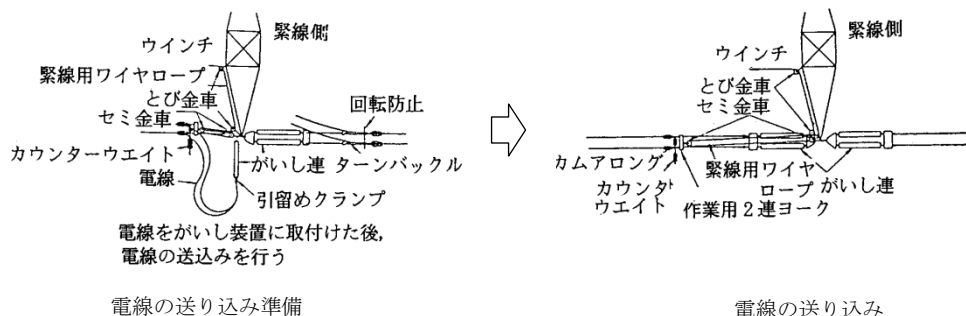 緊線側
ウインチ
緊線用ワイヤロープ
とび金車
セミ金車
回転防止
カウンターウエイト
電線
がいし連
ターンバックル
引留めクランプ
電線をがいし装置に取付けた後,
電線の送込みを行う
電線の送り込み準備
緊線側
ウインチ
とび金車
セミ金車
カムアロング
カウンタ
ウエイト
緊線用ワイヤ
ロープ
がいし連
作業用2連ヨーク
電線の送り込み